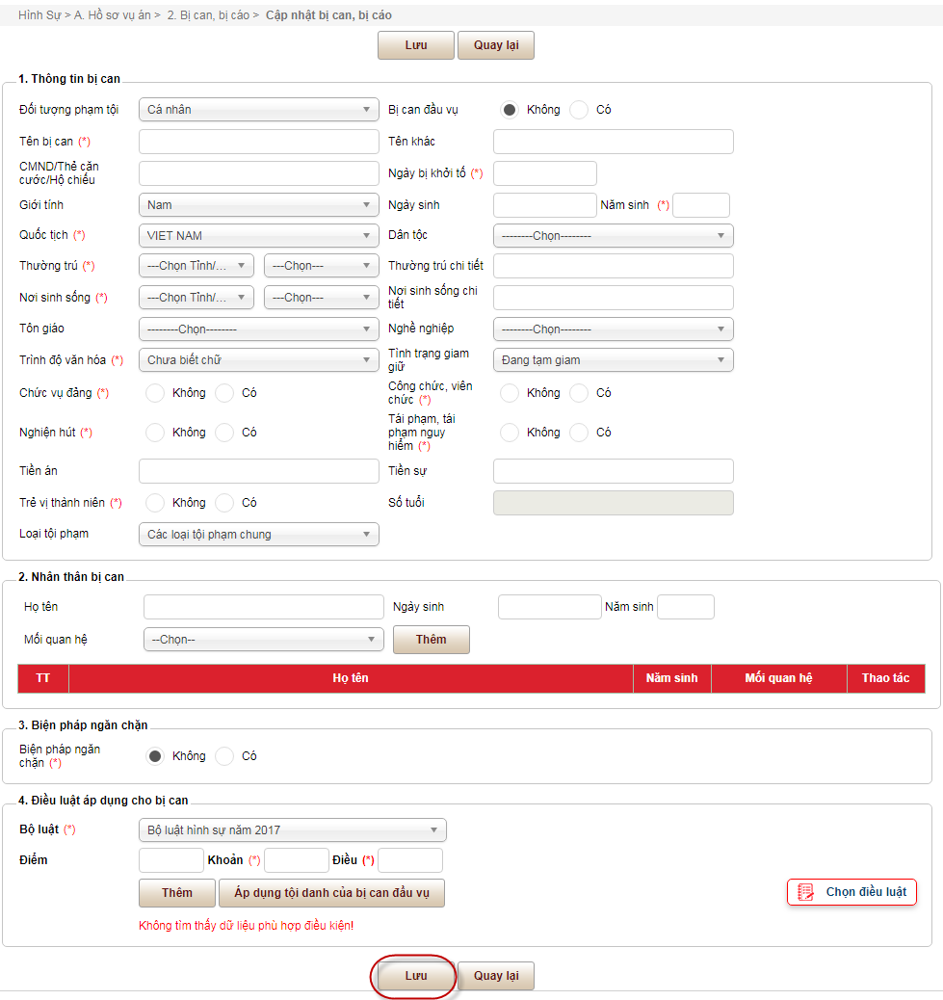 Hình Sự > A. Hồ sơ vụ án > 2. Bị can, bị cáo > Cập nhật bị can, bị cáo
Lưu Quay lại
1. Thông tin bị can
Đối tượng phạm tội Cá nhân Bị can đầu vụ Không Có
Tên bị can (*) Tên khác
CMND/Thẻ căn cước/Hộ chiếu Ngày bị khởi tố (*)
Giới tính Nam Ngày sinh Năm sinh (*)
Quốc tịch (*) VIET NAM Dân tộc --------Chọn--------
Thường trú (*) ---Chọn Tỉnh/... ---Chọn--- Thường trú chi tiết
Nơi sinh sống (*) ---Chọn Tỉnh/... ---Chọn--- Nơi sinh sống chi tiết
Tôn giáo --------Chọn-------- Nghề nghiệp --------Chọn--------
Trình độ văn hóa (*) Chưa biết chữ Tình trạng giam giữ Đang tạm giam
Chức vụ đảng (*) Không Có Công chức, viên chức (*) Không Có
Nghiện hút (*) Không Có Tái phạm, tái phạm nguy hiểm (*) Không Có
Tiền án Tiền sự
Trẻ vị thành niên (*) Không Có Số tuổi
Loại tội phạm Các loại tội phạm chung
2. Nhân thân bị can
Họ tên Ngày sinh Năm sinh
Mối quan hệ --Chọn-- Thêm
TT Họ tên Năm sinh Mối quan hệ Thao tác
3. Biện pháp ngăn chặn
Biện pháp ngăn chặn (*) Không Có
4. Điều luật áp dụng cho bị can
Bộ luật (*) Bộ luật hình sự năm 2017
Điểm Khoản (*) Điều (*)
Thêm Áp dụng tội danh của bị can đầu vụ Chọn điều luật
Không tìm thấy dữ liệu phù hợp điều kiện!
Lưu Quay lại